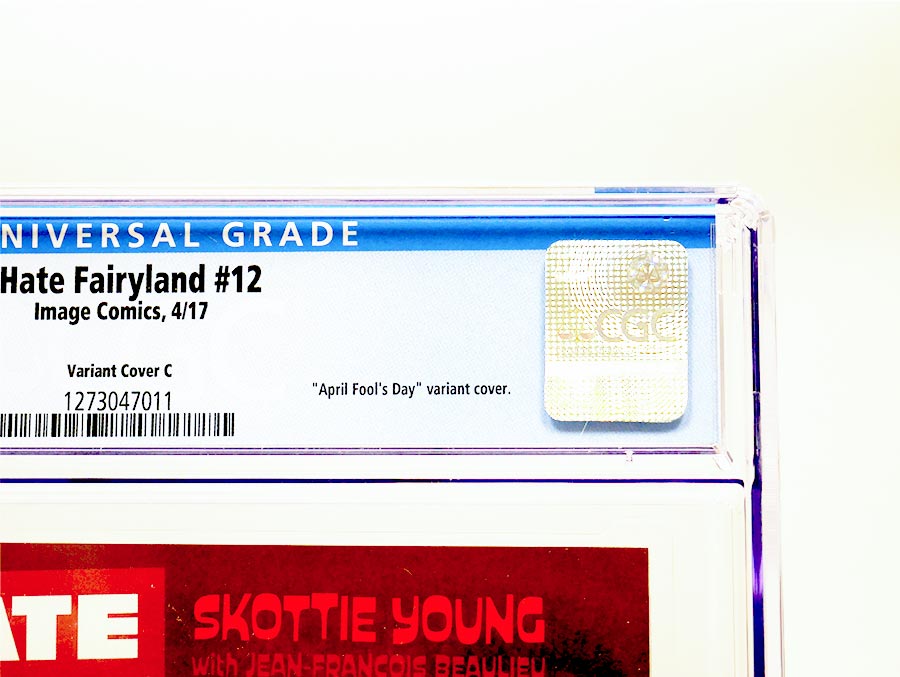 NIVERSAL GRADE
Hate Fairyland #12
Image Comics, 4/17
Variant Cover C
1273047011
"April Fool's Day" variant cover.
CGC
ATE
SKOTTIE YOUNG
with JEAN-FRANCOIS BEAULIEU